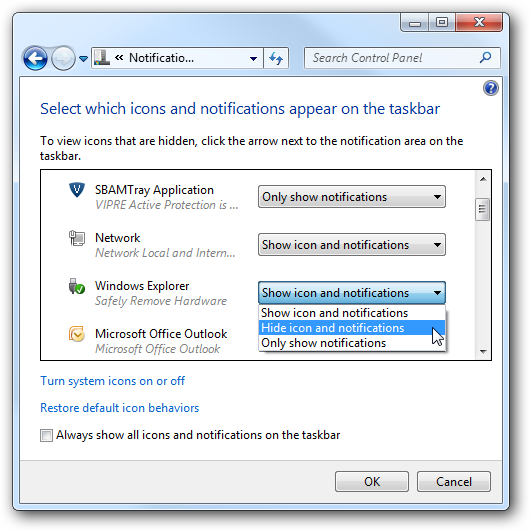 « Notificatio...
Search Control Panel
Select which icons and notifications appear on the taskbar
To view icons that are hidden, click the arrow next to the notification area on the
taskbar.
SBAMTray Application
VIPRE Active Protection is ...
Only show notifications
Network
Network Local and Intern...
Show icon and notifications
Windows Explorer
Safely Remove Hardware
Show icon and notifications
Show icon and notifications
Hide icon and notifications
Only show notifications
Microsoft Office Outlook
Microsoft Office Outlook
Turn system icons on or off
Restore default icon behaviors
Always show all icons and notifications on the taskbar
OK
Cancel